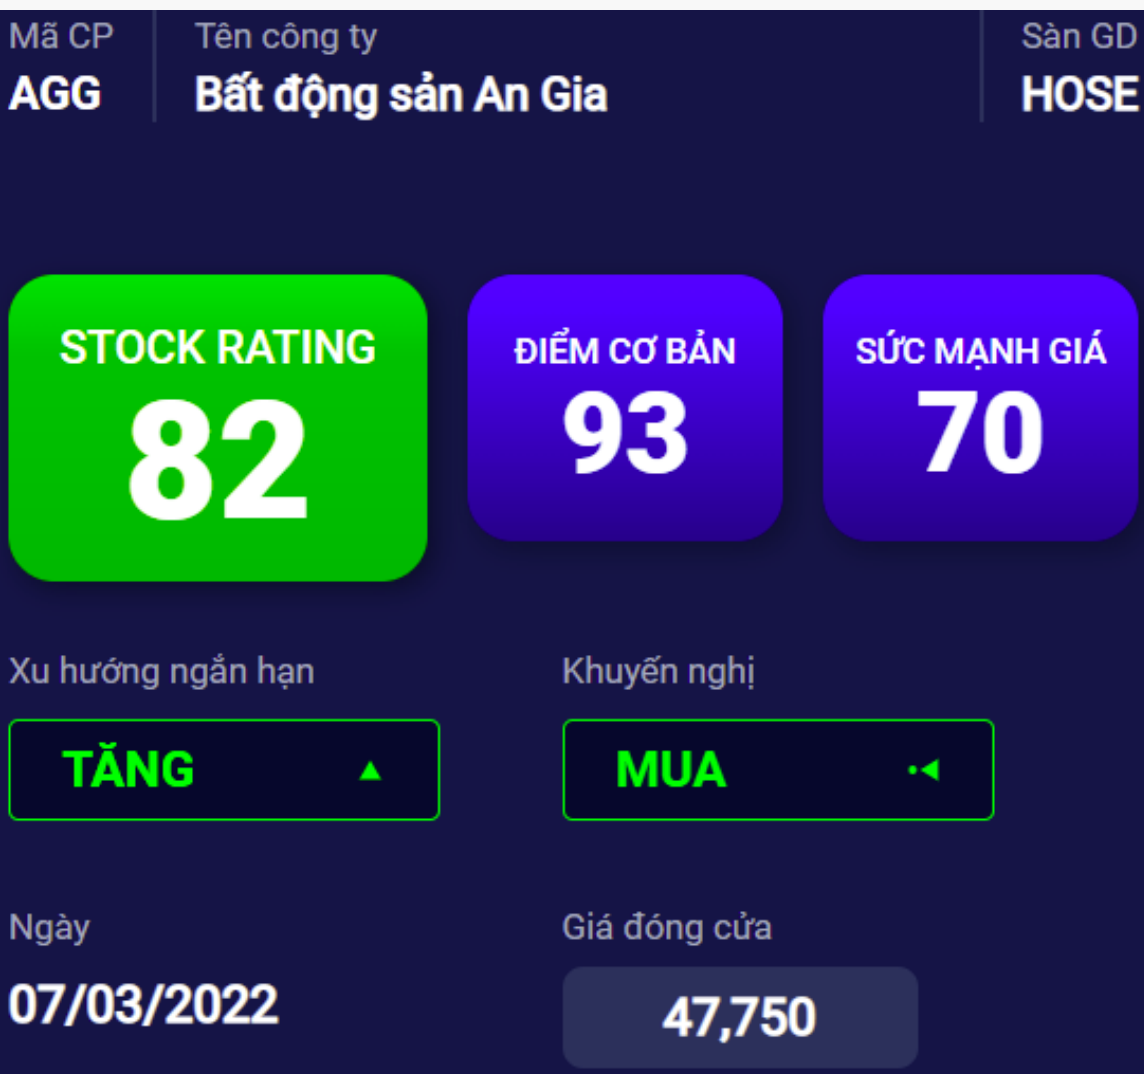 Mã CP
Tên công ty
Sàn GD
AGG
Bất động sản An Gia
HOSE
STOCK RATING
82
ĐIỂM CƠ BẢN
93
SỨC MẠNH GIÁ
70
Xu hướng ngắn hạn
Khuyến nghị
TĂNG
MUA
Ngày
Giá đóng cửa
07/03/2022
47,750